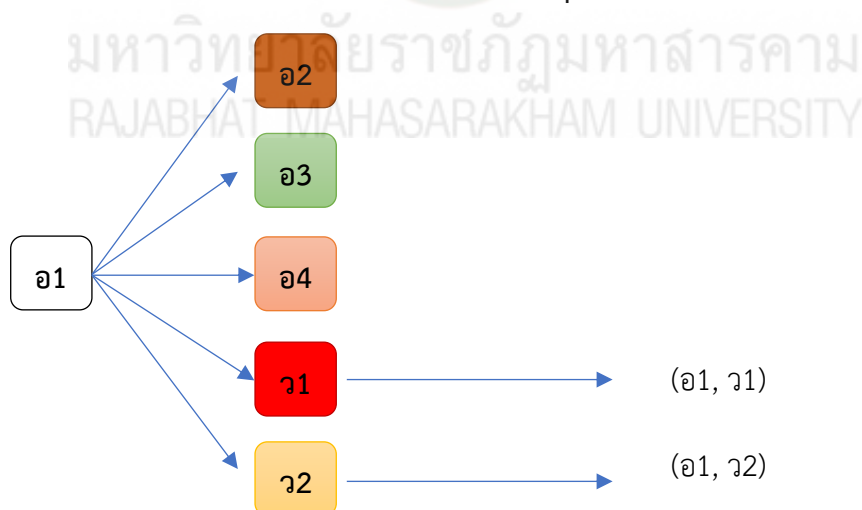 มหาวิทยาลัยราชภัฏมหาสารคาม
RAJABHAT MAHASARAKHAM UNIVERSITY
อ2
อ3
อ1
อ4
ว1
(อ1, ว1)
ว2
(อ1, ว2)